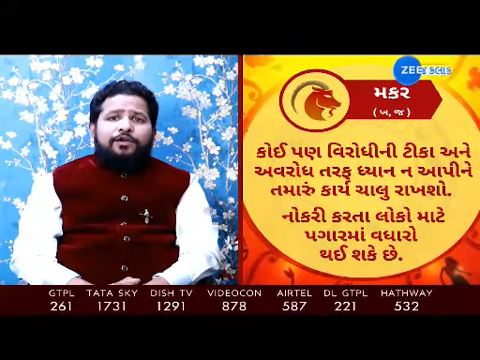 ZEE ૨૪ કલાક
મકર
( ખ, જ )
કોઈ પણ વિરોધીની ટીકા અને
અવરોધ તરફ ધ્યાન ન આપીને
તમારું કાર્ય ચાલુ રાખશો.
નોકરી કરતા લોકો માટે
પગારમાં વધારો
થઈ શકે છે.
GTPL TATA SKY DISH TV VIDEOCON AIRTEL DL GTPL HATHWAY
261 1731 1291 878 587 221 532